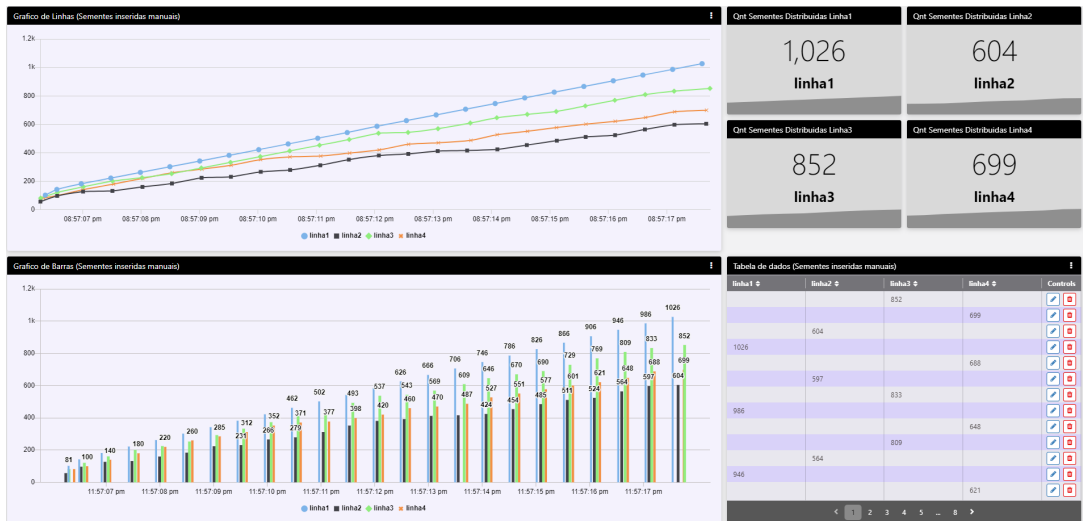 Grafico de Linhas (Sementes inseridas manuais)
1.2k
1k
800
600
400
200
0
08:57:07 pm 08:57:08 pm 08:57:09 pm 08:57:10 pm 08:57:11 pm 08:57:12 pm 08:57:13 pm 08:57:14 pm 08:57:15 pm 08:57:16 pm 08:57:17 pm
linha1 linha2 linha3 linha4
Qnt Sementes Distribuidas Linha1
1,026
linha1
Qnt Sementes Distribuidas Linha2
604
linha2
Qnt Sementes Distribuidas Linha3
852
linha3
Qnt Sementes Distribuidas Linha4
699
linha4
Grafico de Barras (Sementes inseridas manuais)
1.2k
1k
800
600
400
200
0
81 100 140 180 220 260 285 231 312 266 352 462 279 371 502 377 493 398 537 420 626 543 460 666 569 470 706 609 487 746 646 527 424 786 670 551 454 826 690 577 485 866 729 601 511 906 769 621 524 946 809 648 564 986 833 688 597 1026 604 852 699
11:57:07 pm 11:57:08 pm 11:57:09 pm 11:57:10 pm 11:57:11 pm 11:57:12 pm 11:57:13 pm 11:57:14 pm 11:57:15 pm 11:57:16 pm 11:57:17 pm
linha1 linha2 linha3 linha4
Tabela de dados (Sementes inseridas manuais)
linha1 linha2 linha3 linha4 Controls
852
699
604
1026
688
597
833
986
648
809
564
946
621
< 1 2 3 4 5 ... 8 >